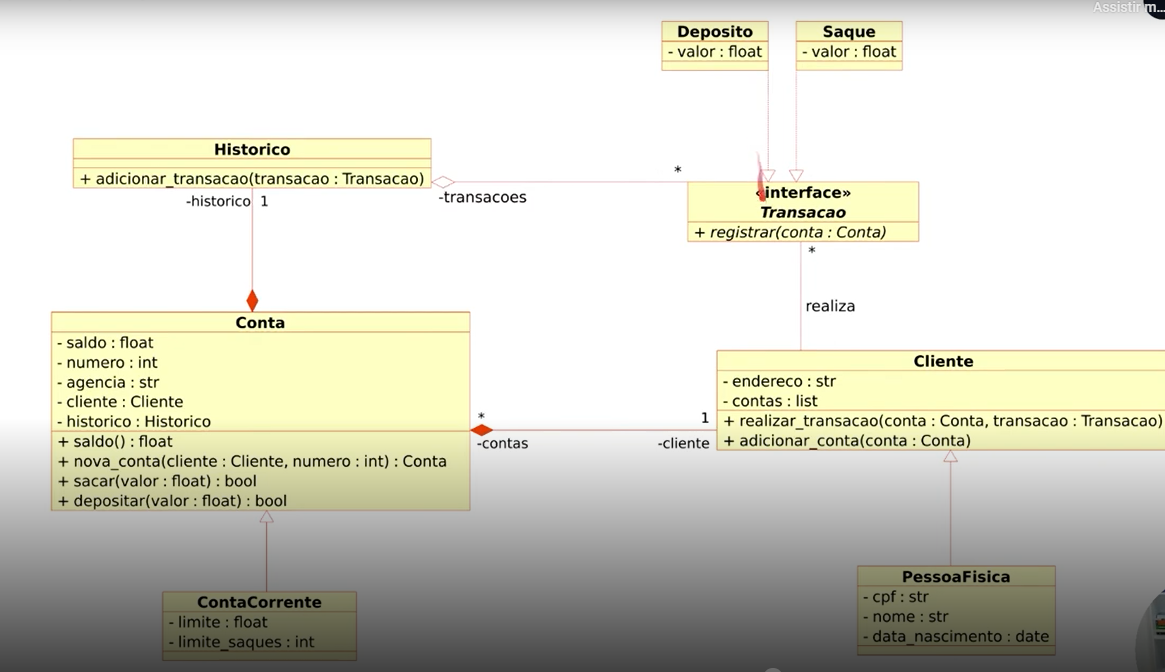 Assistir m...
Deposito
- valor : float
Saque
- valor : float
Historico
+ adicionar_transacao(transacao : Transacao)
-historico 1
-transacoes
*
«interface»
Transacao
+ registrar(conta : Conta)
*
realiza
Conta
- saldo : float
- numero : int
- agencia : str
- cliente : Cliente
- historico : Historico
+ saldo() : float
+ nova_conta(cliente : Cliente, numero : int) : Conta
+ sacar(valor : float) : bool
+ depositar(valor : float) : bool
*
-contas
1
-cliente
Cliente
- endereco : str
- contas : list
+ realizar_transacao(conta : Conta, transacao : Transacao)
+ adicionar_conta(conta : Conta)
ContaCorrente
- limite : float
- limite_saques : int
PessoaFisica
- cpf : str
- nome : str
- data_nascimento : date